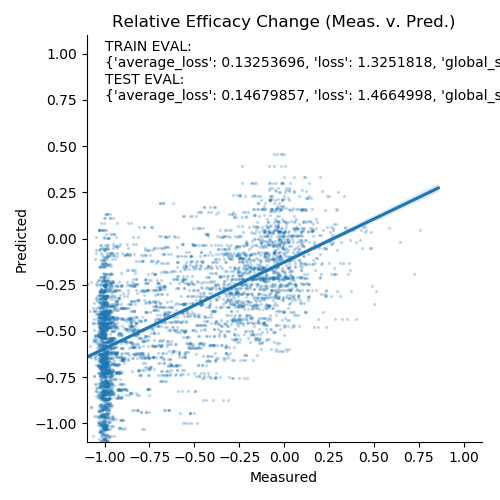 Relative Efficacy Change (Meas. v. Pred.)
TRAIN EVAL:
{'average_loss': 0.13253696, 'loss': 1.3251818, 'global_s
TEST EVAL:
{'average_loss': 0.14679857, 'loss': 1.4664998, 'global_s
1.00
0.75
0.50
0.25
0.00
−0.25
−0.50
−0.75
−1.00
Predicted
−1.00 −0.75 −0.50 −0.25 0.00 0.25 0.50 0.75 1.00
Measured